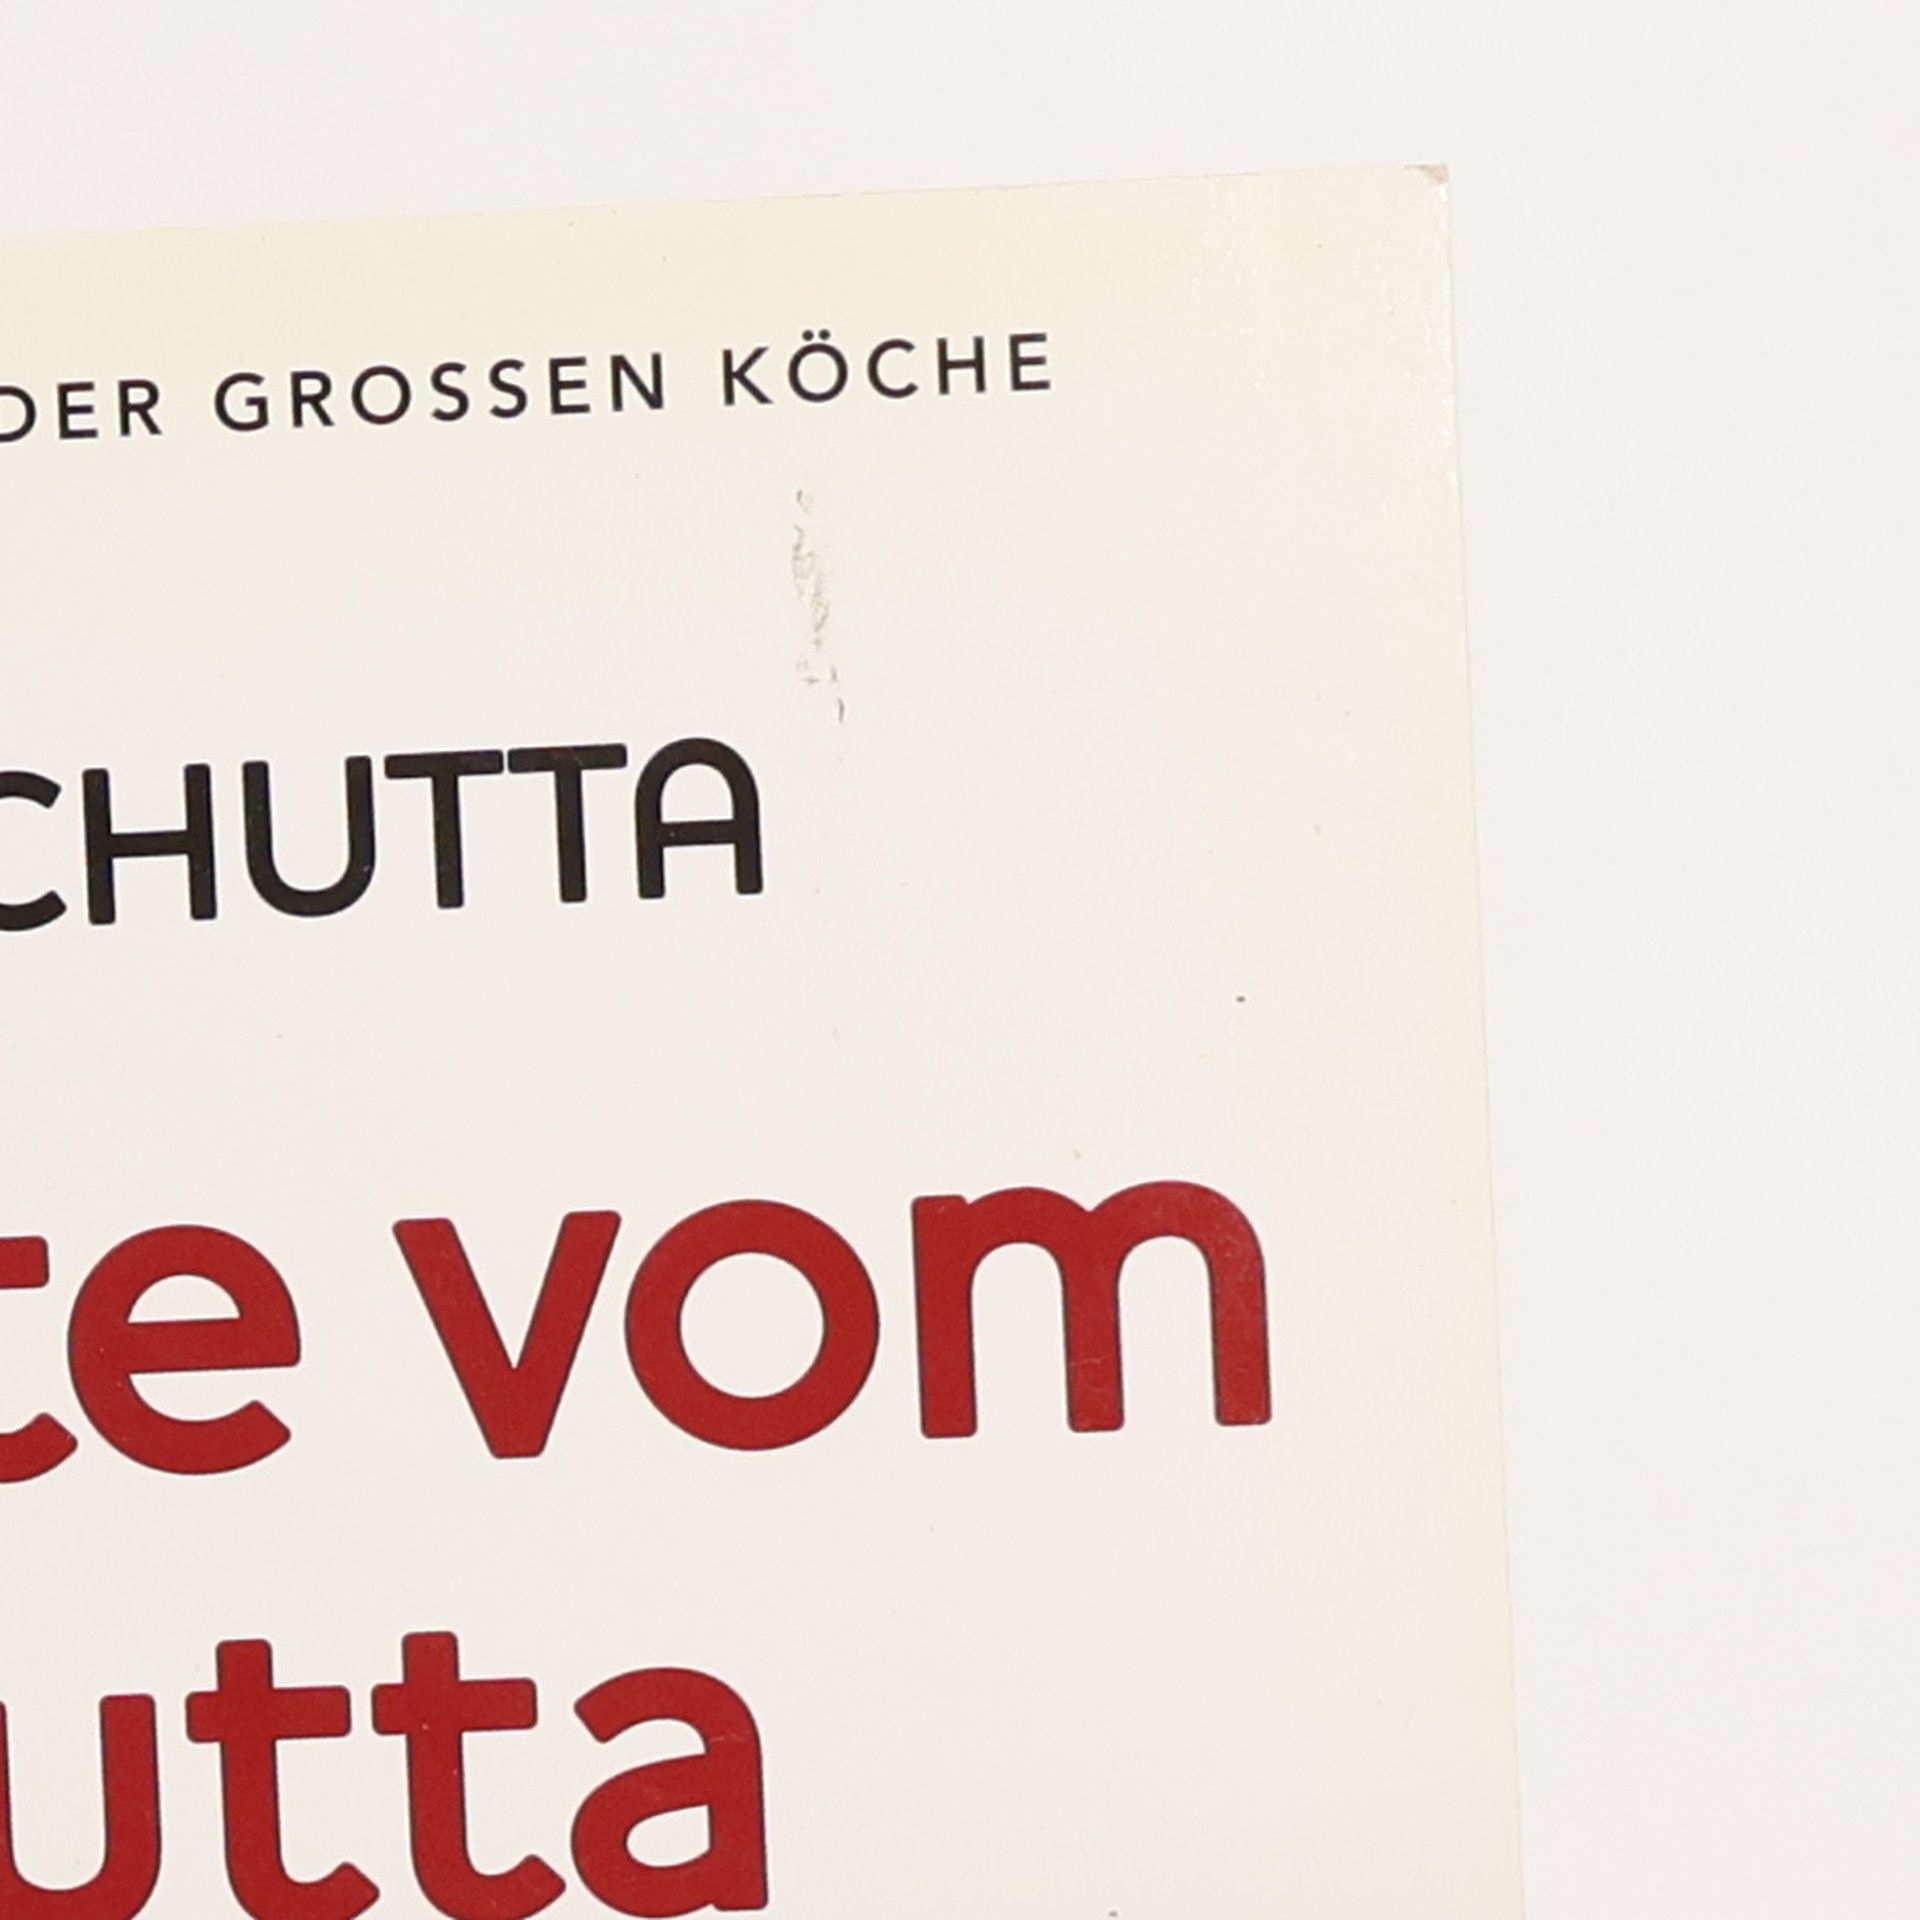 DER GROSSEN KÖCHE
CHUTTA
te vom
utta